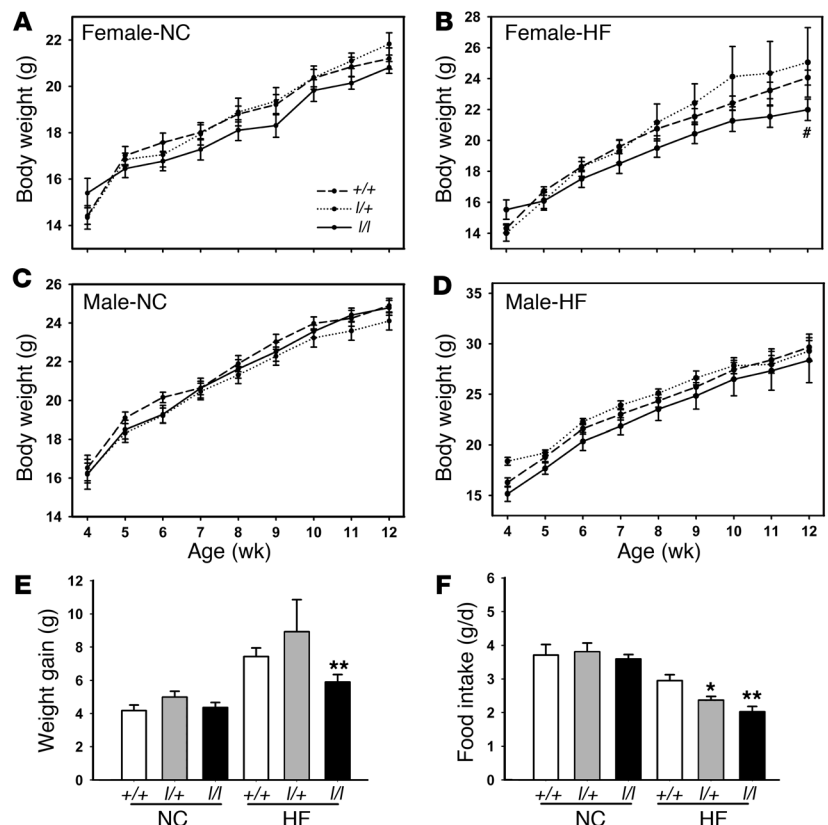 A
Female-NC
Body weight (g)
22
20
18
16
14
+/+
l/+
l/l
B
Female-HF
Body weight (g)
28
26
24
22
20
18
16
14
#
C
Male-NC
Body weight (g)
26
24
22
20
18
16
14
4 5 6 7 8 9 10 11 12
Age (wk)
D
Male-HF
Body weight (g)
35
30
25
20
15
4 5 6 7 8 9 10 11 12
Age (wk)
E
Weight gain (g)
12
10
8
6
4
2
0
**
+/+ l/+ l/l +/+ l/+ l/l
NC HF
F
Food intake (g/d)
6
5
4
3
2
1
0
* **
+/+ l/+ l/l +/+ l/+ l/l
NC HF